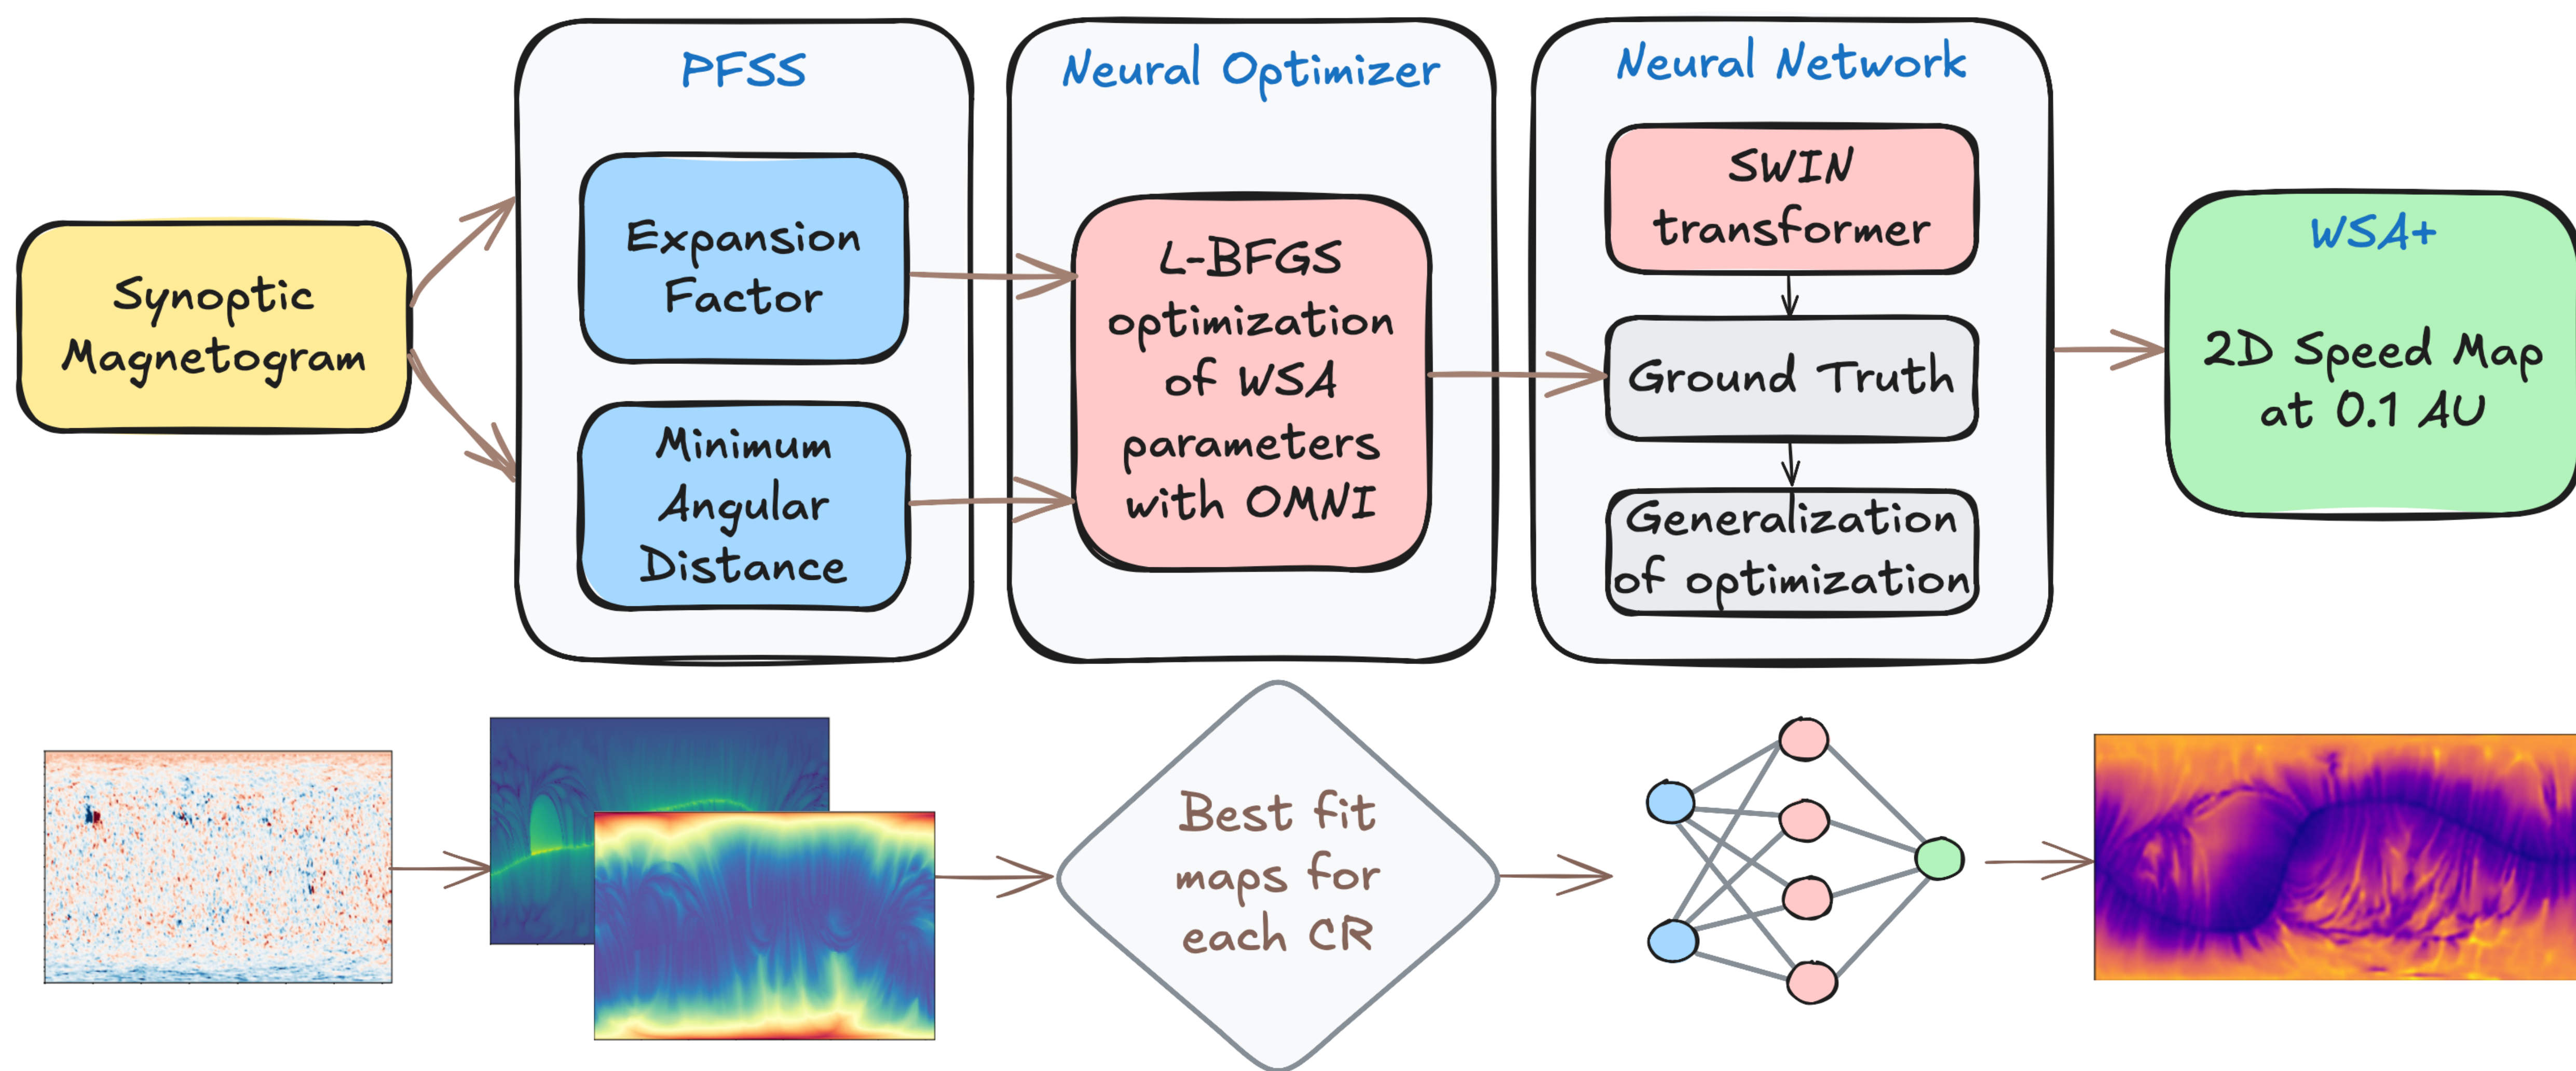 Synoptic
Magnetogram
PFSS
Expansion
Factor
Minimum
Angular
Distance
Neural Optimizer
L-BFGS
optimization
of WSA
parameters
with OMNI
Neural Network
SWIN
transformer
Ground Truth
Generalization
of optimization
WSA+
2D Speed Map
at 0.1 AU
Best fit
maps for
each CR